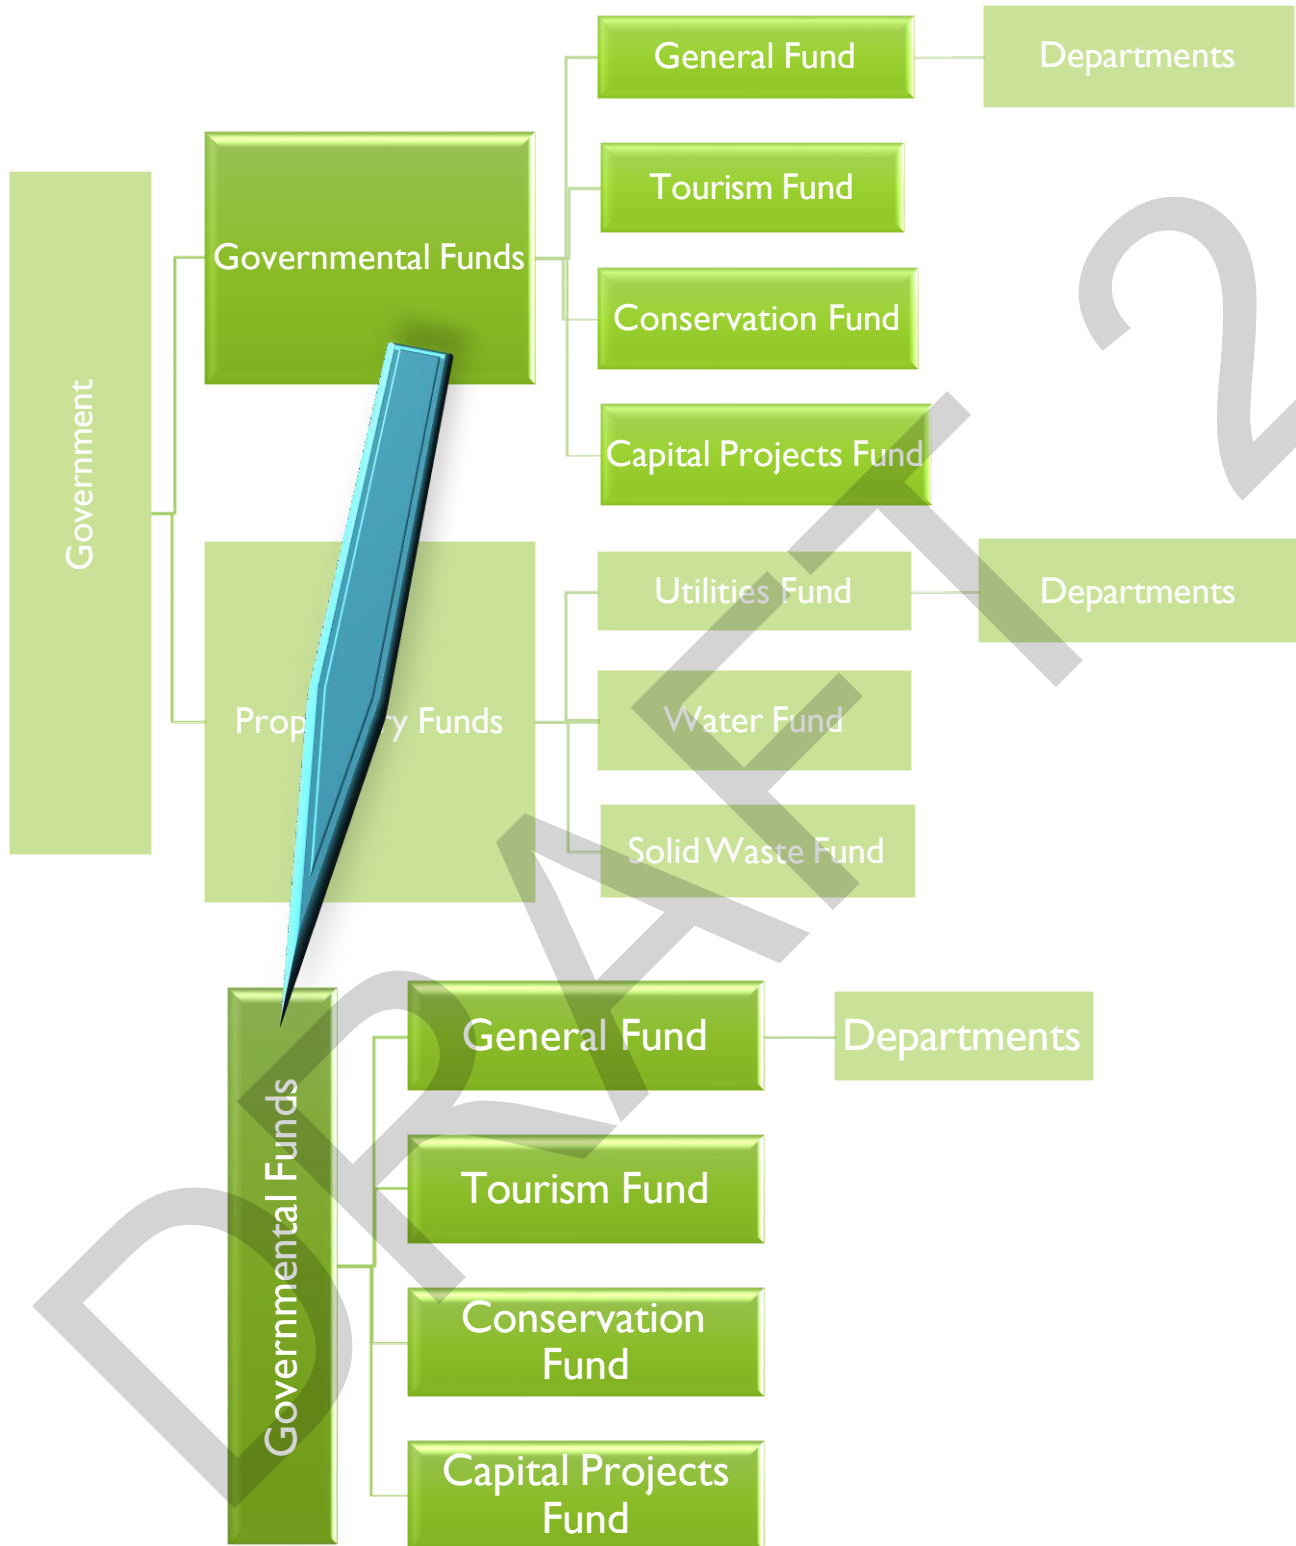 General Fund
Departments
Tourism Fund
Governmental Funds
Conservation Fund
Capital Projects Fund
Government
Utilities Fund
Departments
Water Fund
Funds
Solid Waste Fund
General Fund
Departments
Governmental Funds
Tourism Fund
Conservation
Fund
Capital Projects
Fund
DRAFT 2